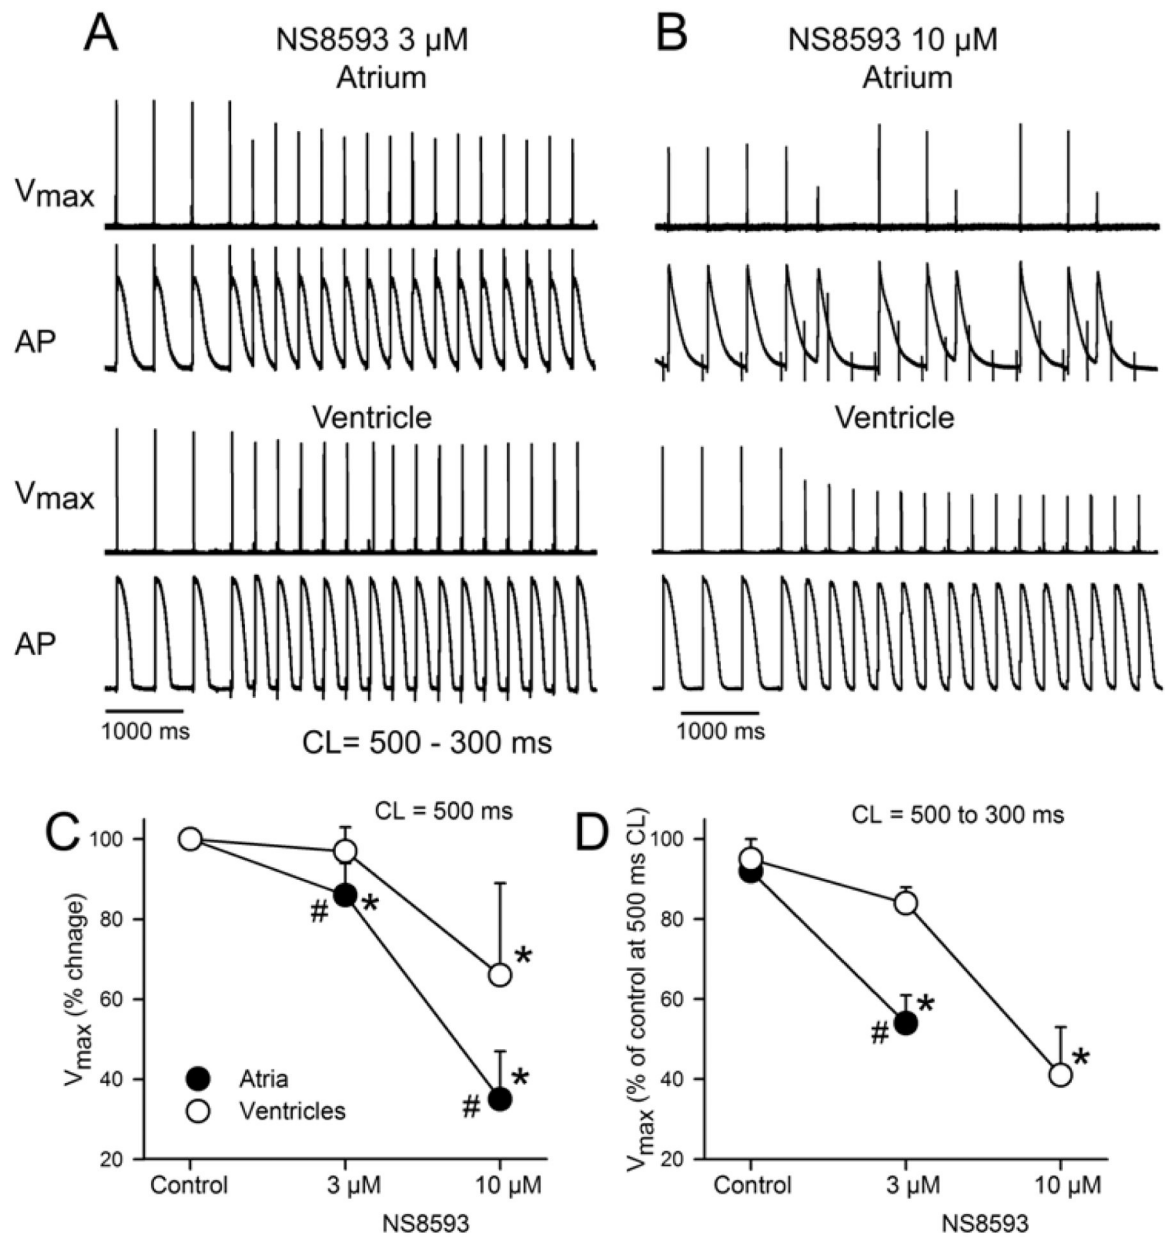 A
NS8593 3 µM
Atrium
Vmax
AP
Ventricle
Vmax
AP
1000 ms
CL= 500 - 300 ms
B
NS8593 10 µM
Atrium
Ventricle
1000 ms
C
CL = 500 ms
Vmax (% chnage)
100
80
60
40
20
# *
# *
*
Atria
Ventricles
Control
3 µM
10 µM
NS8593
D
CL = 500 to 300 ms
Vmax (% of control at 500 ms CL)
100
80
60
40
20
# *
*
Control
3 µM
10 µM
NS8593